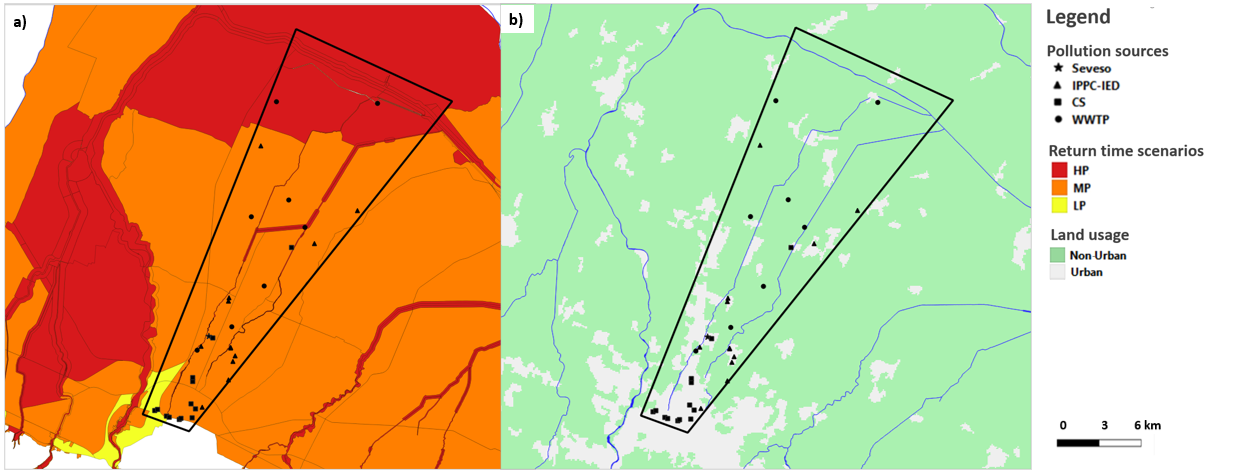 a)
b)
Legend
Pollution sources
Seveso
IPPC-IED
CS
WWTP
Return time scenarios
HP
MP
LP
Land usage
Non-Urban
Urban
0 3 6 km